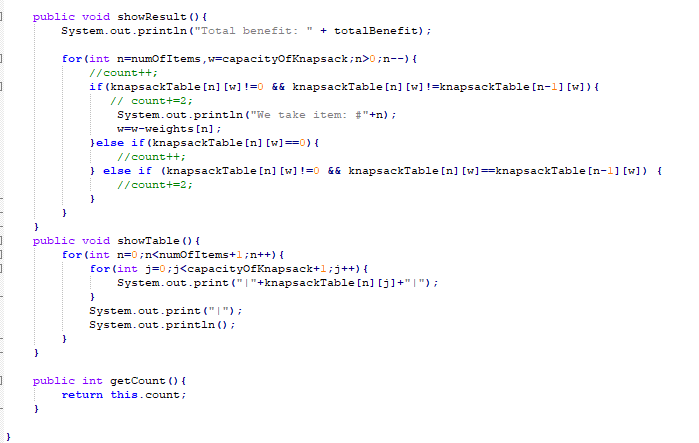 public void showResult(){
System.out.println("Total benefit: " + totalBenefit);
for(int n=numOfItems,w=capacityOfKnapsack;n>0;n--){
//count++;
if(knapsackTable[n][w]!=0 && knapsackTable[n][w]!=knapsackTable[n-1][w]){
// count+=2;
System.out.println("We take item: #"+n);
w=w-weights[n];
}else if(knapsackTable[n][w]==0){
//count++;
} else if (knapsackTable[n][w]!=0 && knapsackTable[n][w]==knapsackTable[n-1][w]) {
//count+=2;
}
}
}
public void showTable(){
for(int n=0;n<numOfItems+1;n++){
for(int j=0;j<capacityOfKnapsack+1;j++){
System.out.print("|"+knapsackTable[n][j]+"|");
}
System.out.print("|");
System.out.println();
}
}
public int getCount(){
return this.count;
}
}